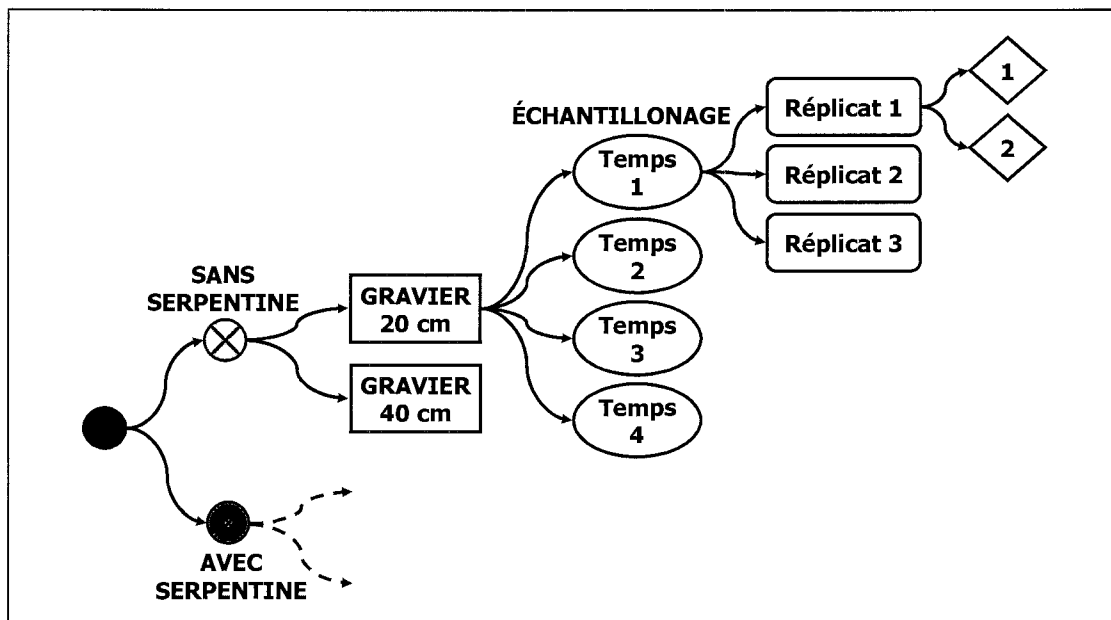 ÉCHANTILLONAGE
SANS
SERPENTINE
GRAVIER
20 cm
GRAVIER
40 cm
Temps
1
Temps
2
Temps
3
Temps
4
Réplicat 1
Réplicat 2
Réplicat 3
1
2
AVEC
SERPENTINE